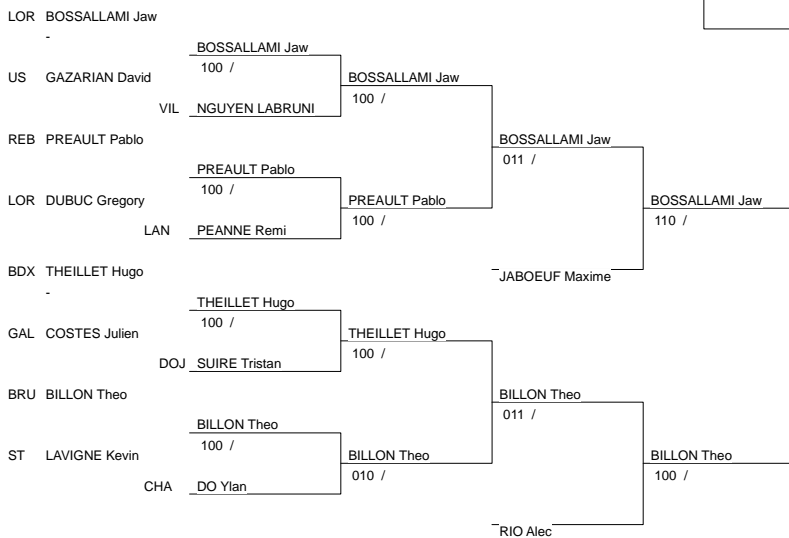 LOR BOSSALLAMI Jaw
-
BOSSALLAMI Jaw
100 /
US GAZARIAN David
BOSSALLAMI Jaw
100 /
VIL NGUYEN LABRUNI
REB PREAULT Pablo
BOSSALLAMI Jaw
011 /
PREAULT Pablo
100 /
LOR DUBUC Gregory
PREAULT Pablo
100 /
BOSSALLAMI Jaw
110 /
LAN PEANNE Remi
BDX THEILLET Hugo
-
JABOEUF Maxime
THEILLET Hugo
100 /
GAL COSTES Julien
THEILLET Hugo
100 /
DOJ SUIRE Tristan
BRU BILLON Theo
BILLON Theo
011 /
BILLON Theo
100 /
ST LAVIGNE Kevin
BILLON Theo
010 /
BILLON Theo
100 /
CHA DO Ylan
RIO Alec